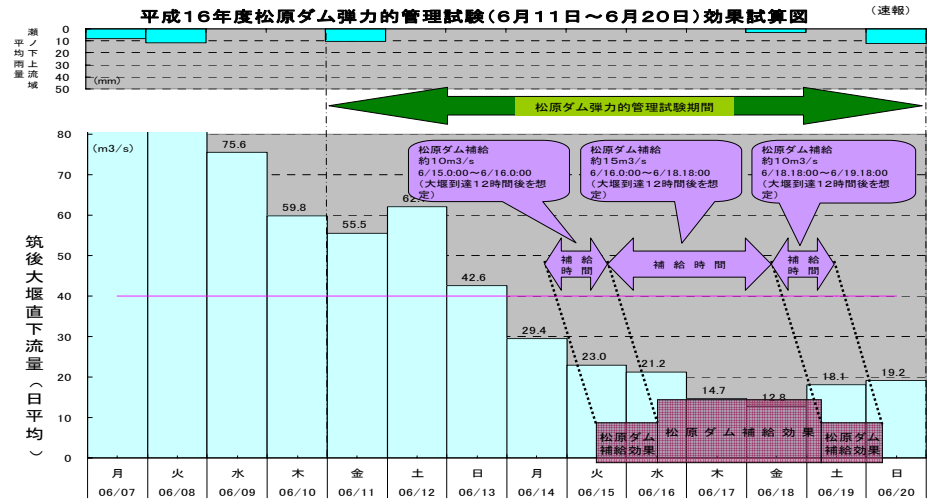 平成16年度松原ダム弾力的管理試験(6月11日～6月20日)効果試算図
(速報)
瀬ノ下上流域
平均雨量
0
10
20
30
40
50
(mm)
松原ダム弾力的管理試験期間
筑後大堰直下流量(日平均)
(m3/s)
80
70
60
50
40
30
20
10
0
75.6
59.8
55.5
42.6
29.4
23.0
21.2
14.7
12.8
18.1
19.2
松原ダム補給
約10m3/s
6/15.0:00～6/16.0:00
(大堰到達12時間後を想
定)
松原ダム補給
約15m3/s
6/16.0:00～6/18.18:00
(大堰到達12時間後を想
定)
松原ダム補給
約10m3/s
6/18.18:00～6/19.18:00
(大堰到達12時間後を想
定)
補給
時間
補給時間
補給
時間
松原ダム
補給効果
松原ダム補給効果
松原ダム
補給効果
月 火 水 木 金 土 日 月 火 水 木 金 土 日
06/07 06/08 06/09 06/10 06/11 06/12 06/13 06/14 06/15 06/16 06/17 06/18 06/19 06/20